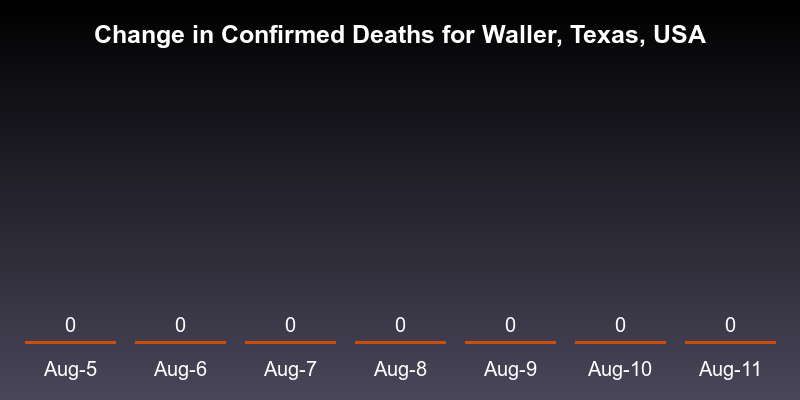 Change in Confirmed Deaths for Waller, Texas, USA
0 0 0 0 0 0 0
Aug-5 Aug-6 Aug-7 Aug-8 Aug-9 Aug-10 Aug-11